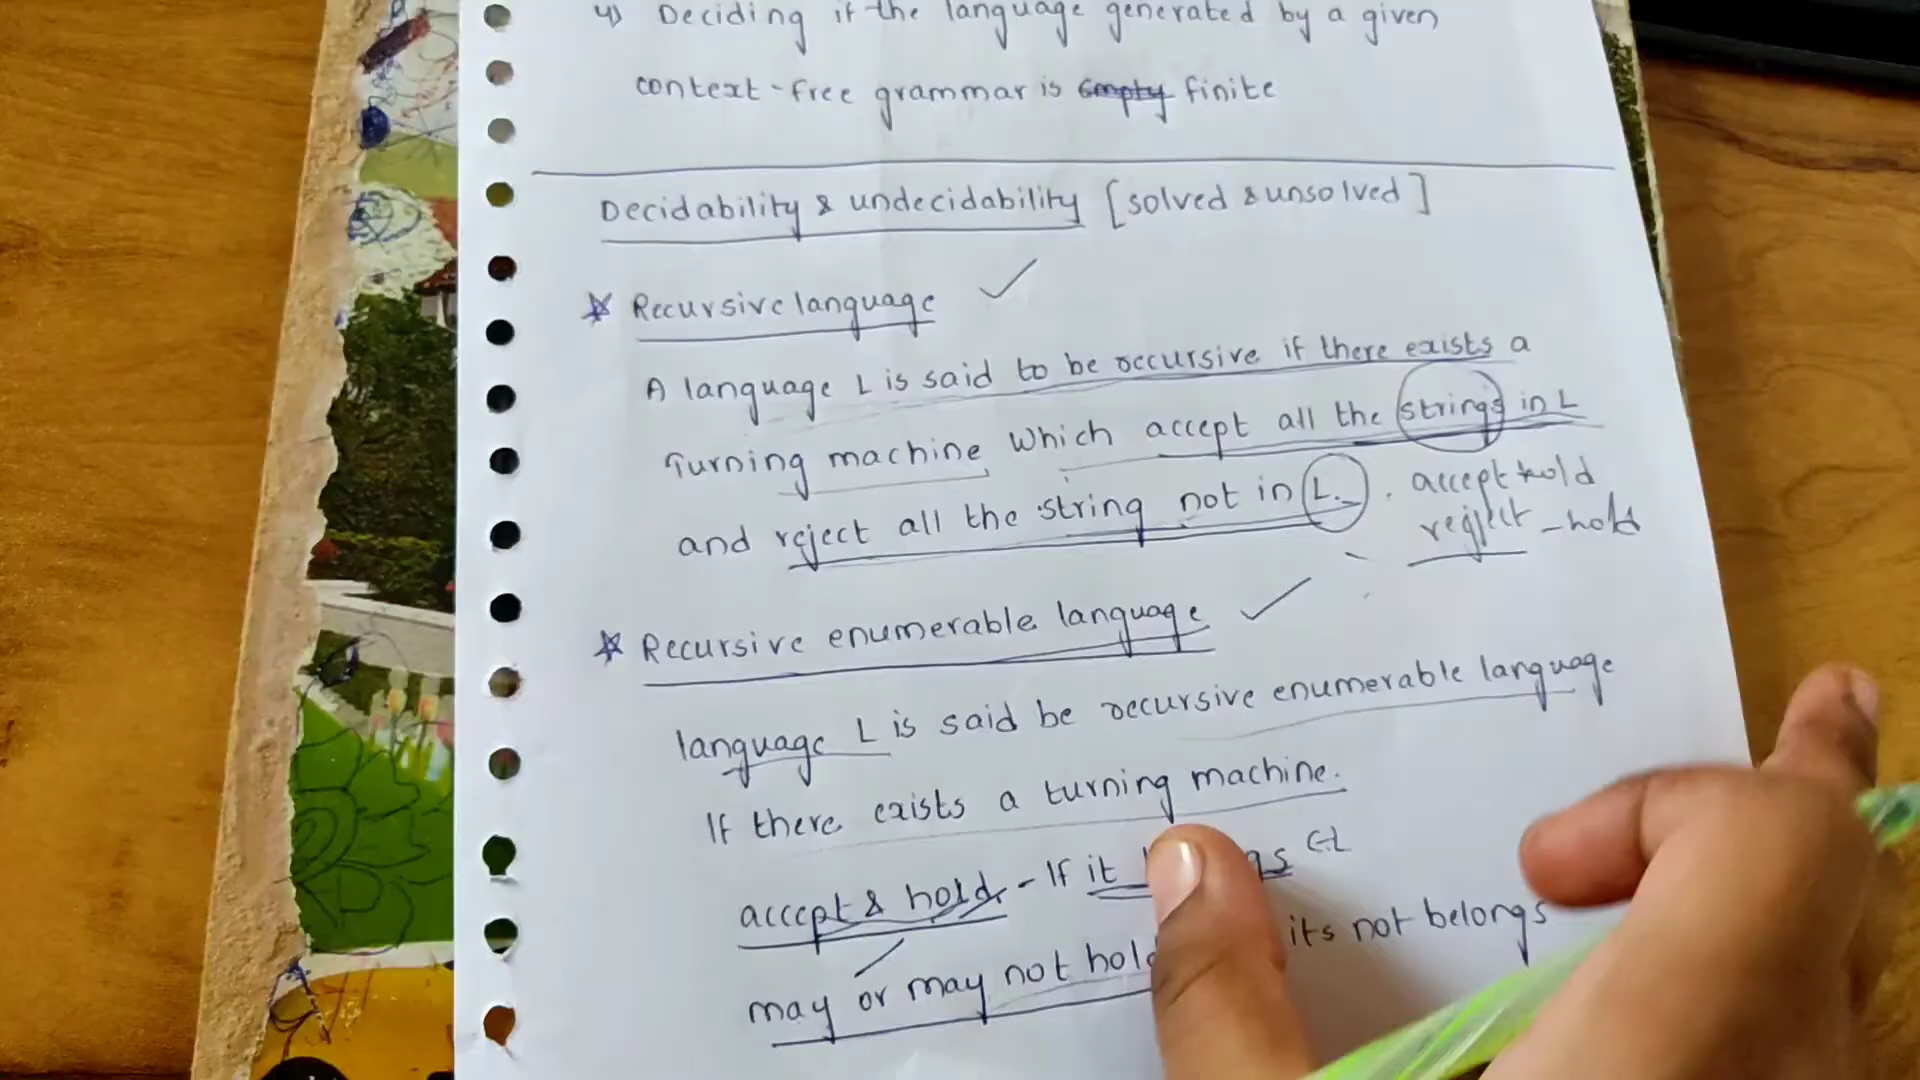 4) Deciding if the language generated by a given
context-free grammar is empty finite
Decidability & undecidability [solved & unsolved]
* Recursive language ✓
A language L is said to be recursive if there exists a
Turning machine which accept all the strings in L
and reject all the string not in L. . accept hold
regject - hold
* Recursive enumerable language ✓
language L is said be recursive enumerable language
If there exists a turning machine.
accept & hold - If it ∈L
may or may not hold its not belongs